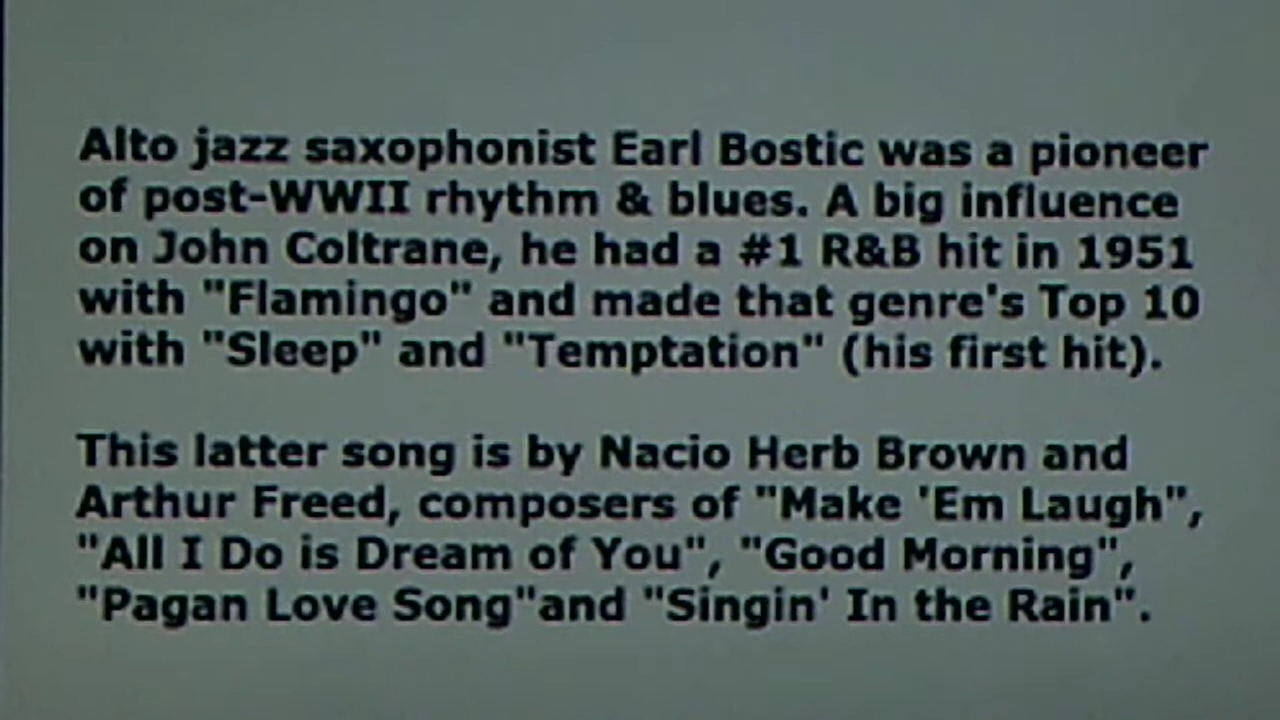 Alto jazz saxophonist Earl Bostic was a pioneer
of post-WWII rhythm & blues. A big influence
on John Coltrane, he had a #1 R&B hit in 1951
with "Flamingo" and made that genre's Top 10
with "Sleep" and "Temptation" (his first hit).
This latter song is by Nacio Herb Brown and
Arthur Freed, composers of "Make 'Em Laugh",
"All I Do is Dream of You", "Good Morning",
"Pagan Love Song"and "Singin' In the Rain".